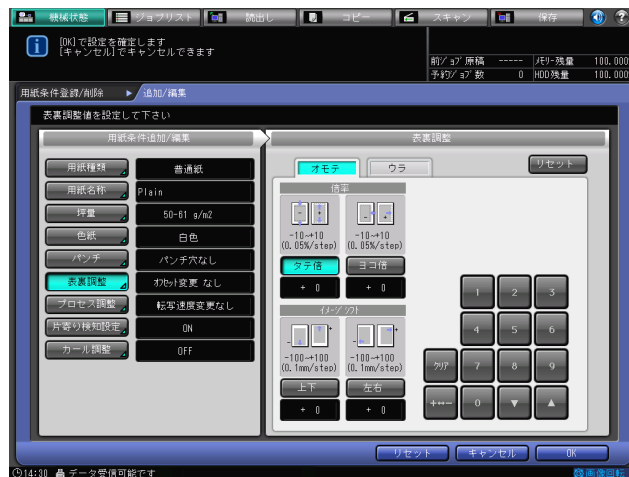 機械状態 ジョブリスト 読出し コピー スキャン 保存
[OK]で設定を確定します
[キャンセル]でキャンセルできます
前ジョブ原稿 ----- メモリー残量 100.000
予約ジョブ数 0 HDD残量 100.000
用紙条件登録/削除 追加/編集
表裏調整値を設定して下さい
用紙条件追加/編集
用紙種類 普通紙
用紙名称 Plain
坪量 50-61 g/m2
色紙 白色
パンチ パンチ穴なし
表裏調整 オフセット変更 なし
プロセス調整 転写速度変更なし
片寄り検知設定 ON
カール調整 OFF
表裏調整
オモテ ウラ リセット
倍率
-10~+10 -10~+10
(0.05%/step) (0.05%/step)
タテ倍 ヨコ倍
+ 0 + 0
イメージシフト
-100~+100 -100~+100
(0.1mm/step) (0.1mm/step)
上下 左右
+ 0 + 0
1 2 3
4 5 6
クリア 7 8 9
+↔- 0 ▼ ▲
リセット キャンセル OK
14:30 データ受信可能です 画像回転